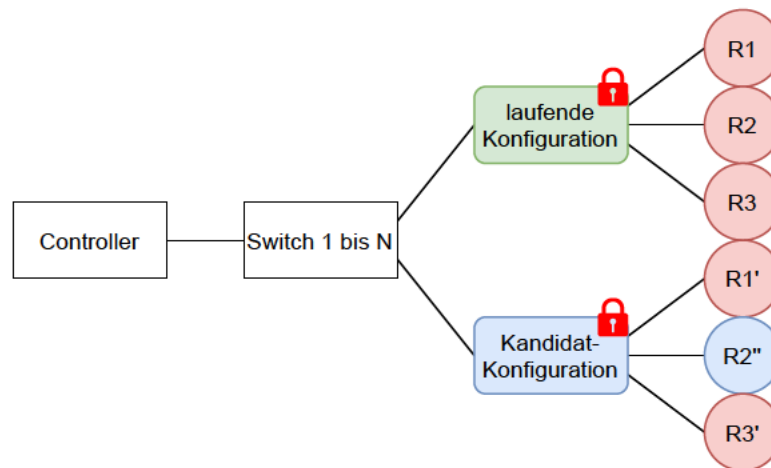 R1
laufende
Konfiguration
R2
R3
Controller
Switch 1 bis N
R1'
Kandidat-
Konfiguration
R2"
R3'